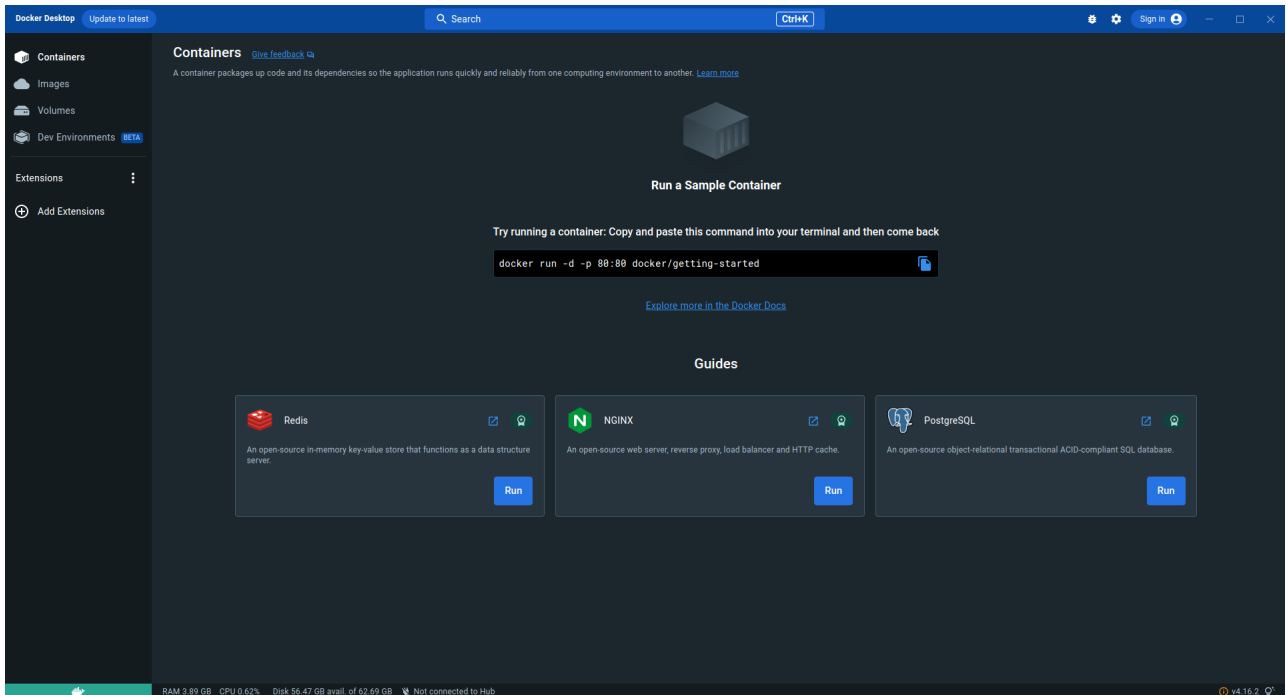 Docker Desktop Update to latest Search Ctrl+K Sign in
Containers
Images
Volumes
Dev Environments BETA
Extensions
Add Extensions
Containers Give feedback
A container packages up code and its dependencies so the application runs quickly and reliably from one computing environment to another. Learn more
Run a Sample Container
Try running a container: Copy and paste this command into your terminal and then come back
docker run -d -p 80:80 docker/getting-started
Explore more in the Docker Docs
Guides
Redis
An open-source in-memory key-value store that functions as a data structure
server.
Run
NGINX
An open-source web server, reverse proxy, load balancer and HTTP cache.
Run
PostgreSQL
An open-source object-relational transactional ACID-compliant SQL database.
Run
RAM 3.89 GB CPU 0.62% Disk 56.47 GB avail. of 62.69 GB Not connected to Hub v4.16.2